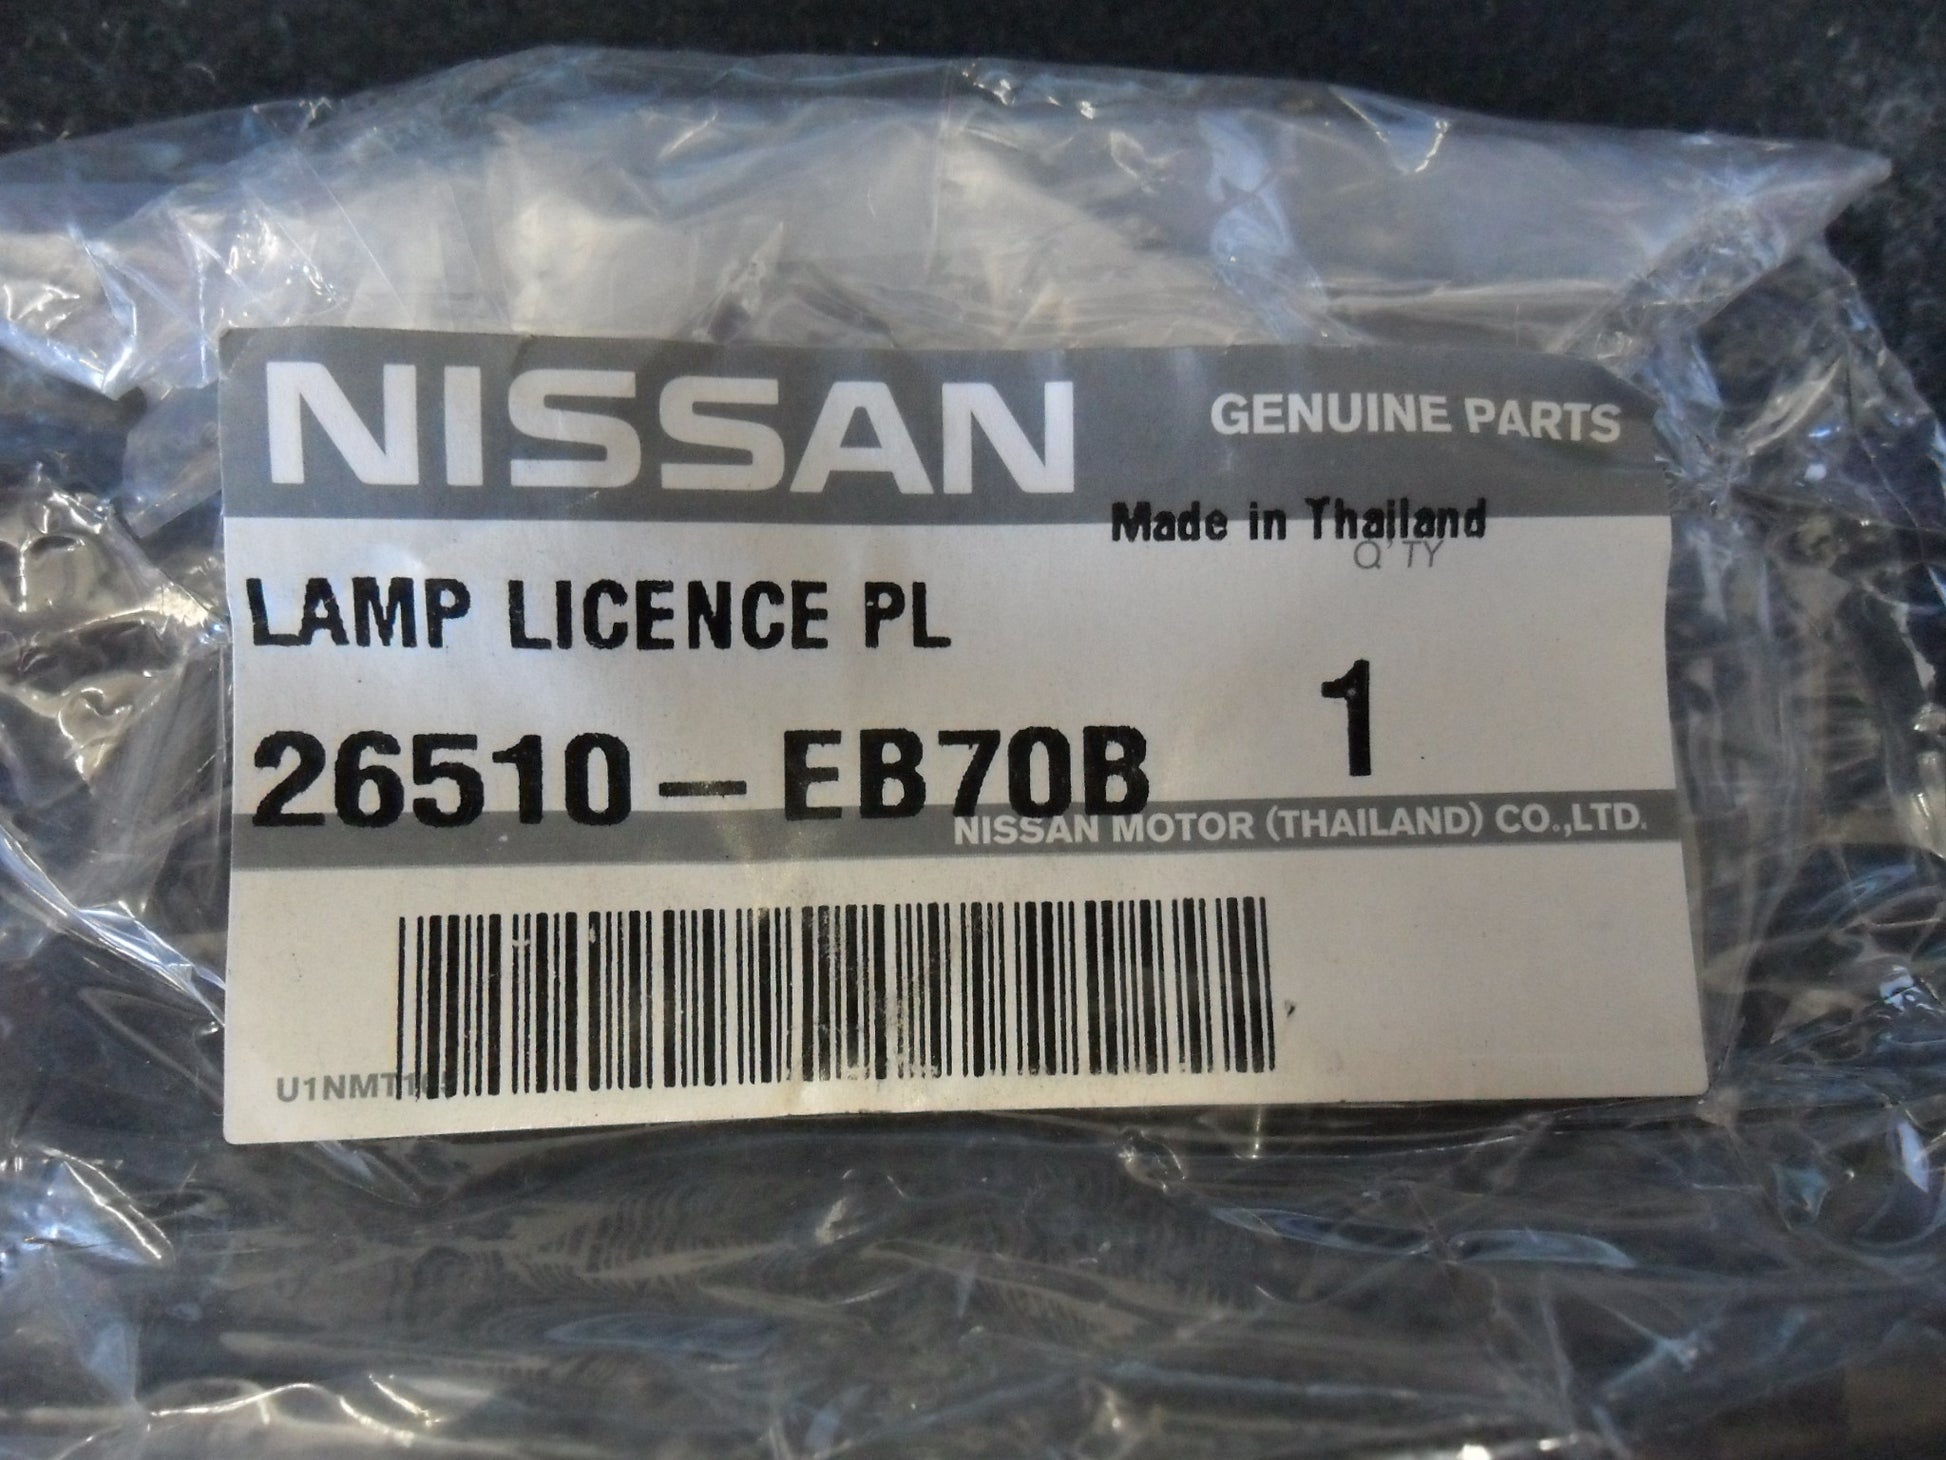 NISSAN GENUINE PARTS
Made in Thailand
Q'TY
LAMP LICENCE PL
26510-EB70B 1
NISSAN MOTOR (THAILAND) CO.,LTD.